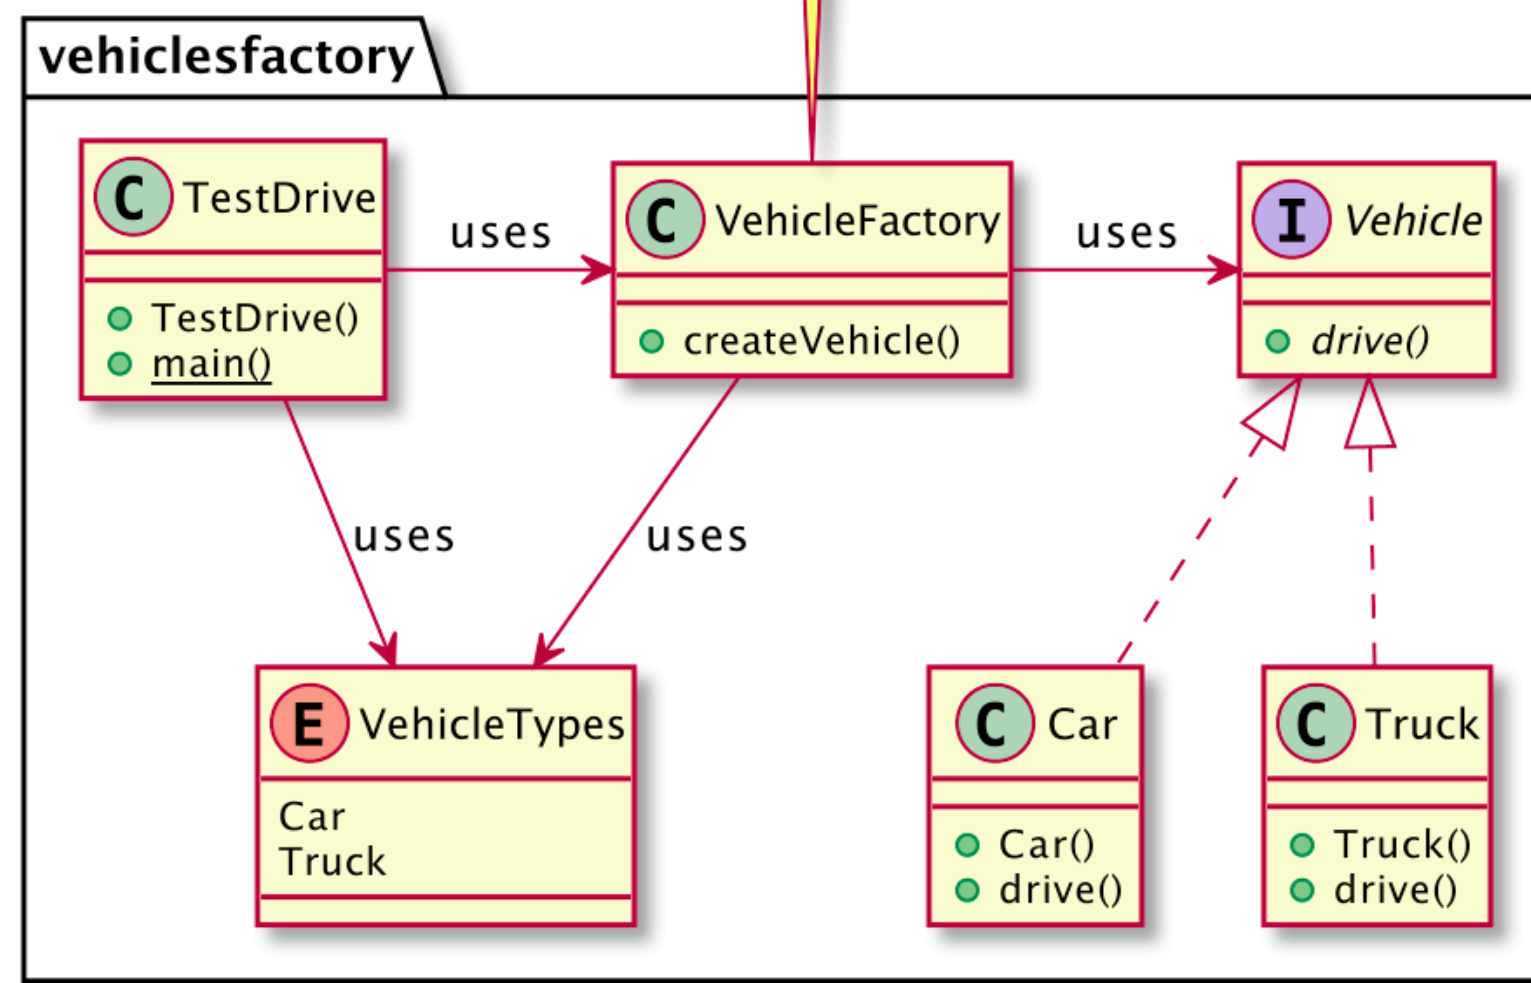 vehiclesfactory
C TestDrive
TestDrive()
main()
uses
C VehicleFactory
createVehicle()
uses
I Vehicle
drive()
uses
uses
E VehicleTypes
Car
Truck
C Car
Car()
drive()
C Truck
Truck()
drive()